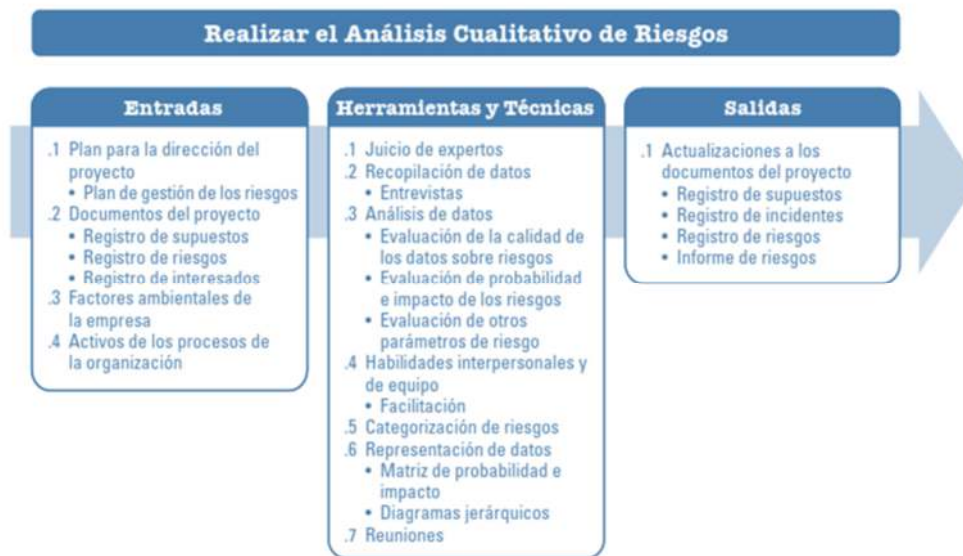 Realizar el Análisis Cualitativo de Riesgos
Entradas
.1 Plan para la dirección del
proyecto
• Plan de gestión de los riesgos
.2 Documentos del proyecto
• Registro de supuestos
• Registro de riesgos
• Registro de interesados
.3 Factores ambientales de
la empresa
.4 Activos de los procesos de
la organización
Herramientas y Técnicas
.1 Juicio de expertos
.2 Recopilación de datos
• Entrevistas
.3 Análisis de datos
• Evaluación de la calidad de
los datos sobre riesgos
• Evaluación de probabilidad
e impacto de los riesgos
• Evaluación de otros
parámetros de riesgo
.4 Habilidades interpersonales y
de equipo
• Facilitación
.5 Categorización de riesgos
.6 Representación de datos
• Matriz de probabilidad e
impacto
• Diagramas jerárquicos
.7 Reuniones
Salidas
.1 Actualizaciones a los
documentos del proyecto
• Registro de supuestos
• Registro de incidentes
• Registro de riesgos
• Informe de riesgos